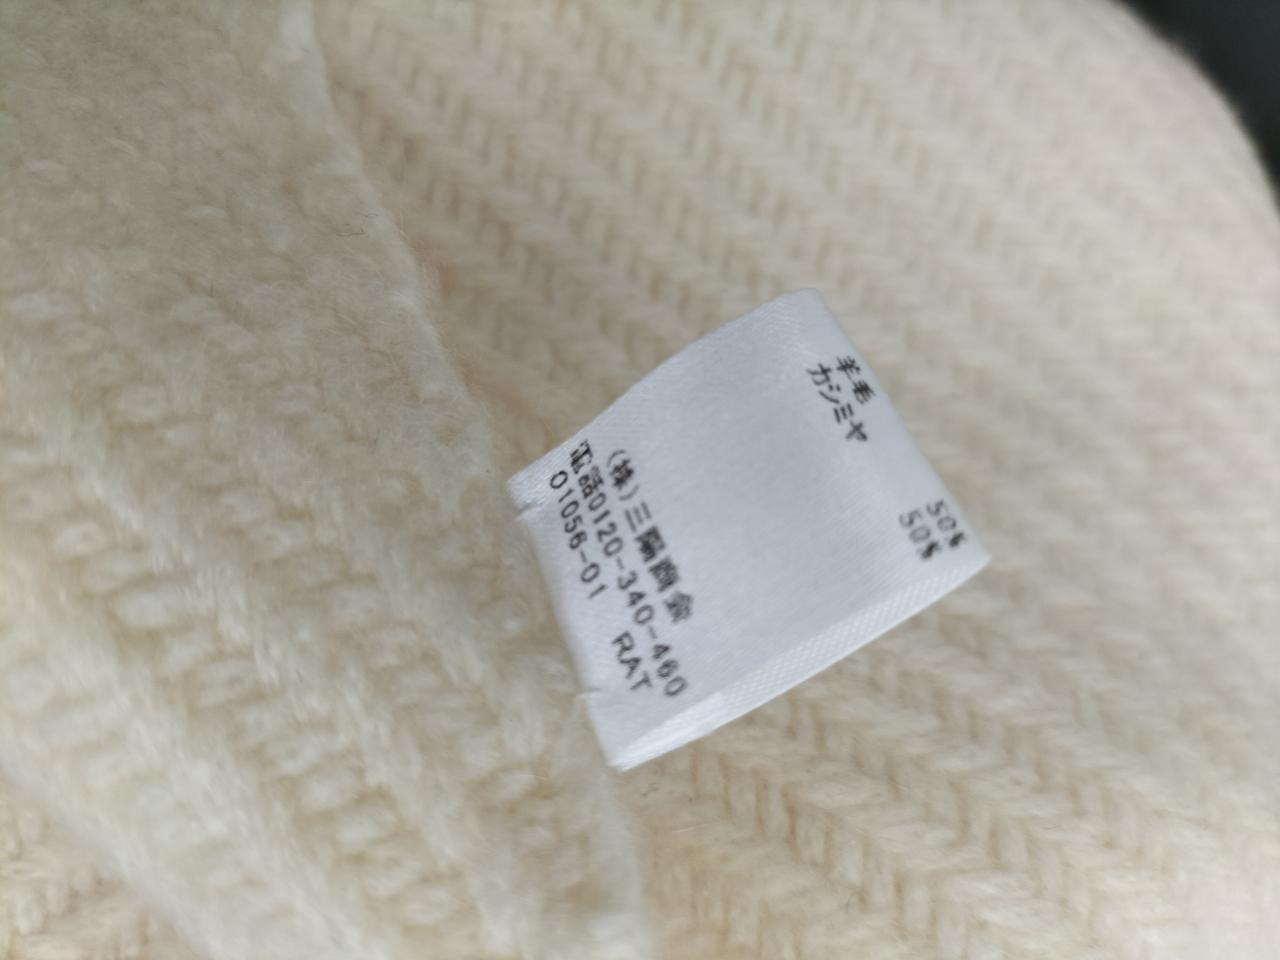 羊毛 50%
カシミヤ 50%
(株)三陽商会
電話0120-340-460
01056-01 RAT